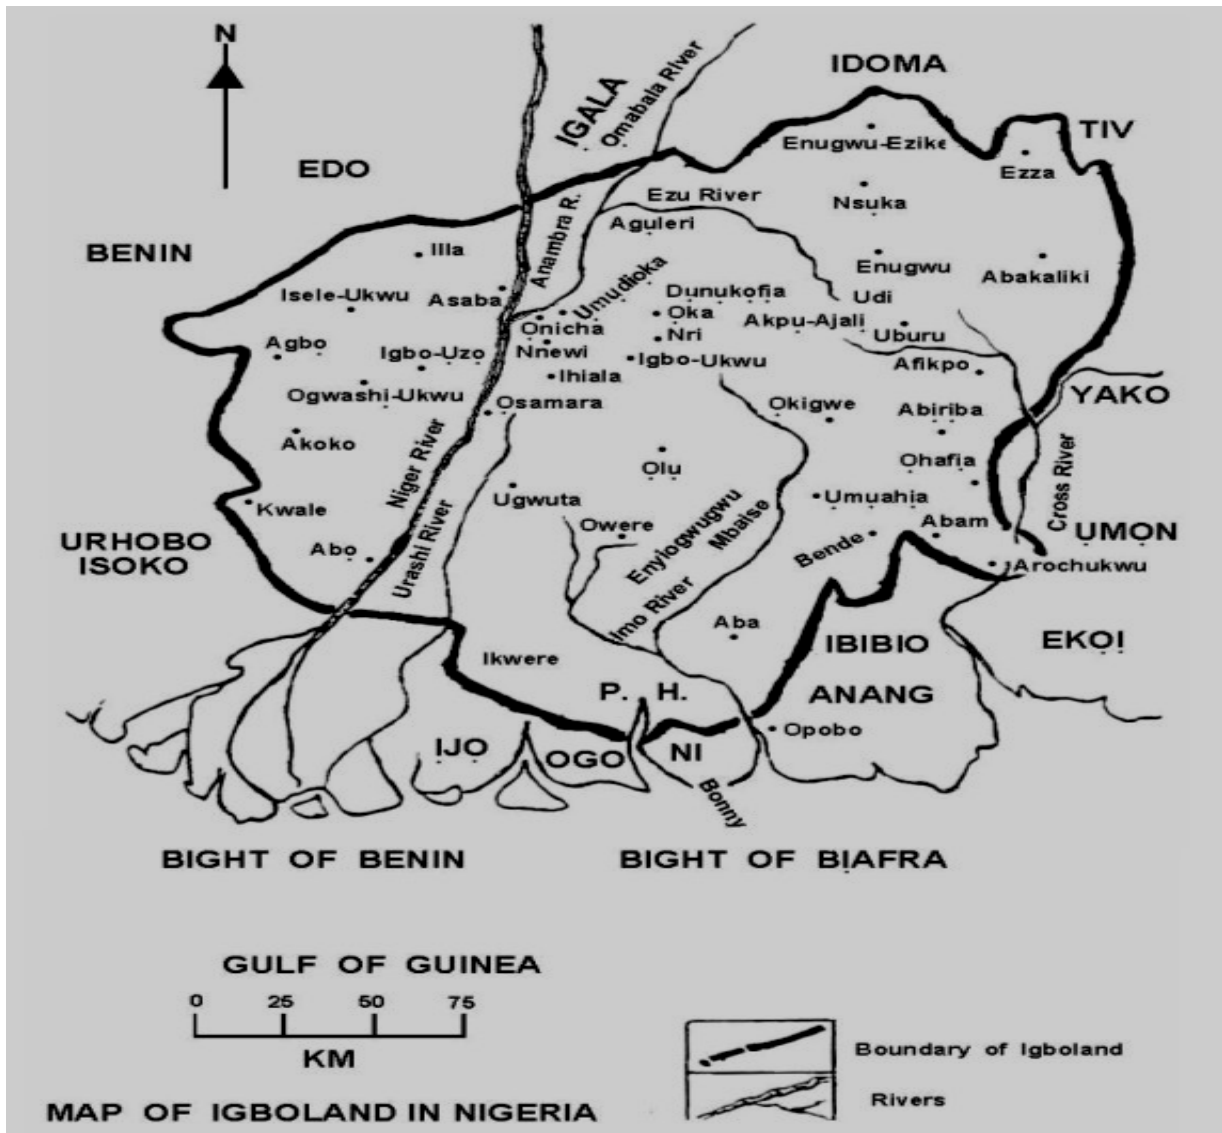 N
IGALA
Omabala River
IDOMA
TIV
EDO
Enugwu-Ezike
Ezza
Ezu River
Nsuka
Anambra R.
Aguleri
BENIN
Illa
Umudioka
Enugwu
Abakaliki
Isele-Ukwu
Asaba
Dunukofia
Udi
Onicha
Oka
Akpu-Ajali
Uburu
Agbo
Igbo-Uzo
Nnewi
Nri
Igbo-Ukwu
Afikpo
Ihiala
Ogwashi-Ukwu
Osamara
Okigwe
Abiriba
YAKO
Akoko
Niger River
Olu
Ohafia
Cross River
Kwale
Ugwuta
Umuahia
Owere
Enyiogwugwu
Mbaise
Abam
UMON
URHOBO
ISOKO
Abo
Urashi River
Bende
Arochukwu
Imo River
Aba
IBIBIO
EKOI
Ikwere
P. H.
ANANG
Opobo
IJO
OGO
NI
Bonny
BIGHT OF BENIN
BIGHT OF BIAFRA
GULF OF GUINEA
0 25 50 75
KM
Boundary of Igboland
Rivers
MAP OF IGBOLAND IN NIGERIA